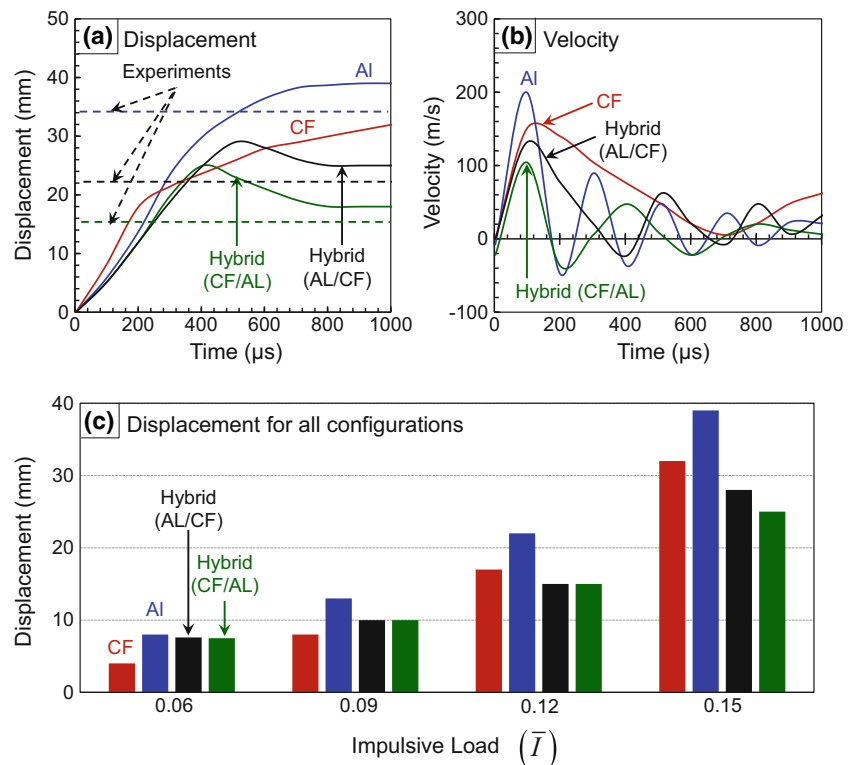 (a) Displacement
Experiments
Al
CF
Hybrid
(CF/AL)
Hybrid
(AL/CF)
50
40
30
20
10
0
Displacement (mm)
0 200 400 600 800 1000
Time (µs)
(b) Velocity
Al
CF
Hybrid
(AL/CF)
Hybrid (CF/AL)
300
200
100
0
-100
Velocity (m/s)
0 200 400 600 800 1000
Time (µs)
(c) Displacement for all configurations
Hybrid
(AL/CF)
Hybrid
(CF/AL)
Al
CF
40
30
20
10
0
Displacement (mm)
0.06 0.09 0.12 0.15
Impulsive Load (I̅)